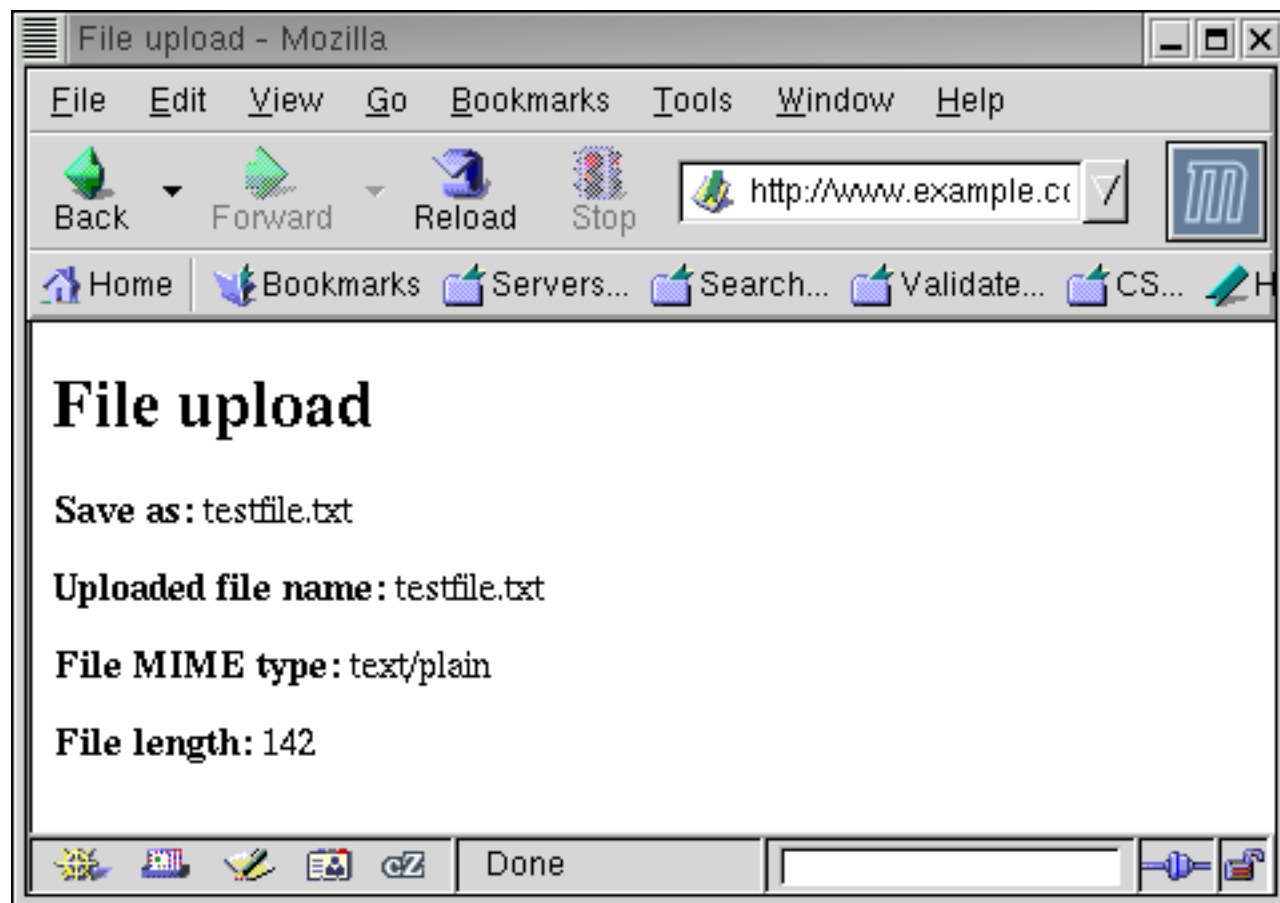 File upload - Mozilla
File Edit View Go Bookmarks Tools Window Help
Back Forward Reload Stop http://www.example.co
Home Bookmarks Servers... Search... Validate... CS... H
File upload
Save as: testfile.txt
Uploaded file name: testfile.txt
File MIME type: text/plain
File length: 142
cZ Done